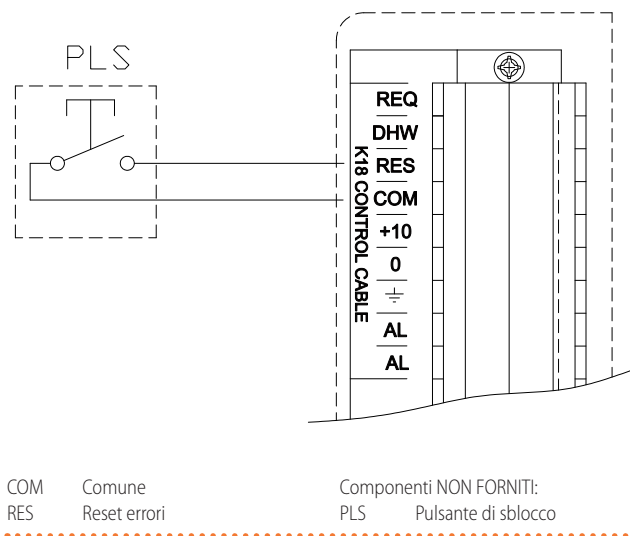 PLS
REQ
DHW
RES
COM
+10
0
AL
AL
K18 CONTROL CABLE
COM Comune
RES Reset errori
Componenti NON FORNITI:
PLS Pulsante di sblocco